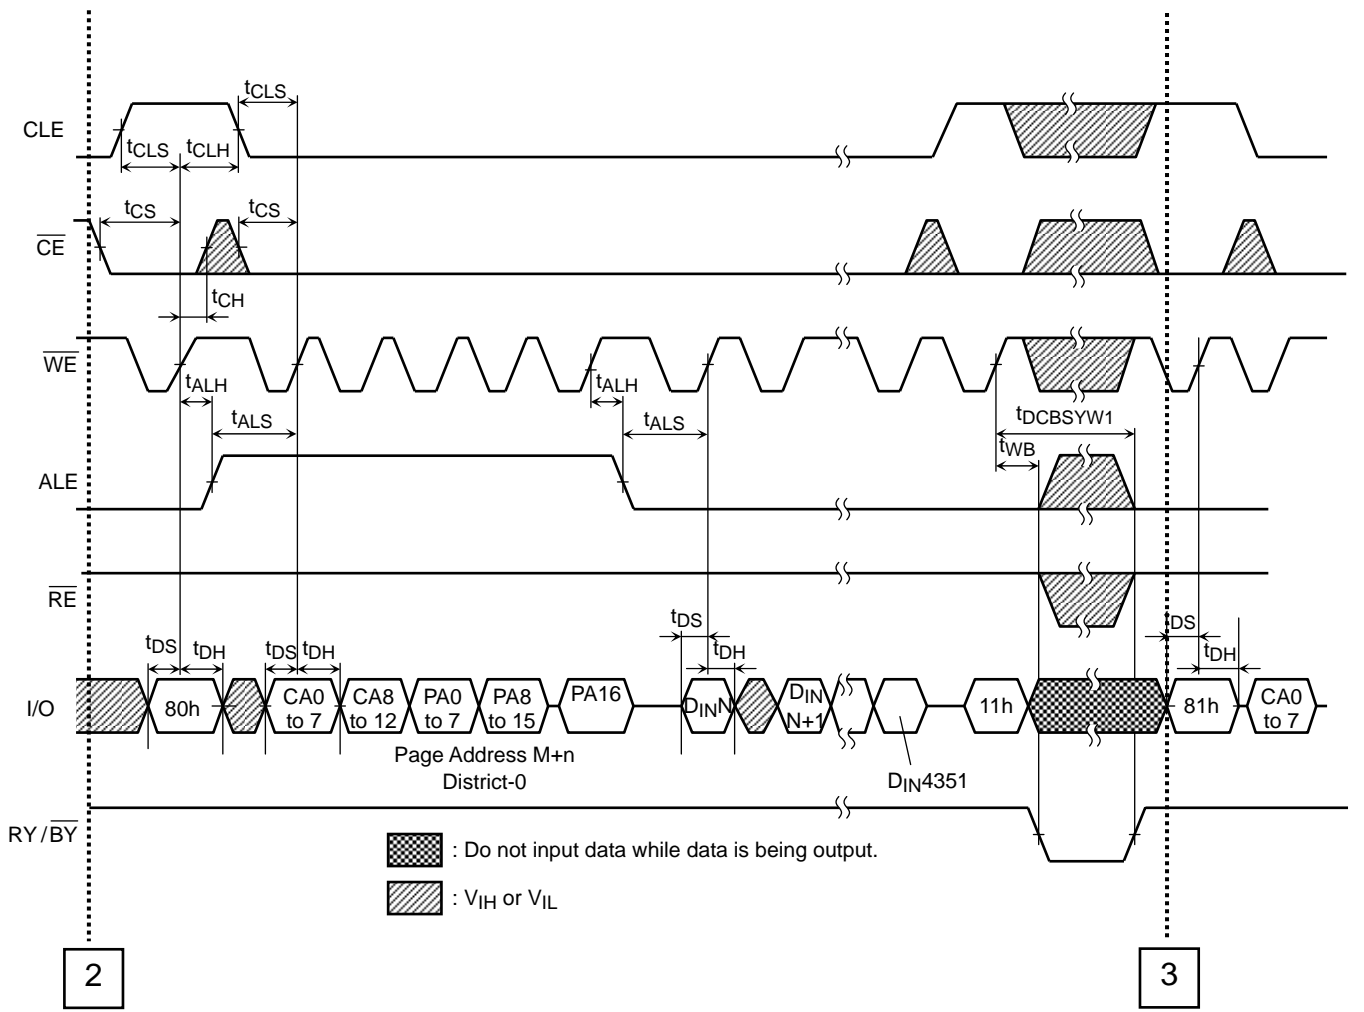 tCLS
CLE
tCLS
tCLH
tCS
tCS
CE
tCH
WE
tALH
tALH
tALS
tALS
tDCBSYW1
tWB
ALE
RE
tDS
tDH
tDS
tDH
tDS
tDH
tDS
tDH
I/O
80h
CA0
to 7
CA8
to 12
PA0
to 7
PA8
to 15
PA16
DINN
DIN
N+1
11h
81h
CA0
to 7
Page Address M+n
District-0
DIN4351
RY/BY
: Do not input data while data is being output.
: VIH or VIL
2
3